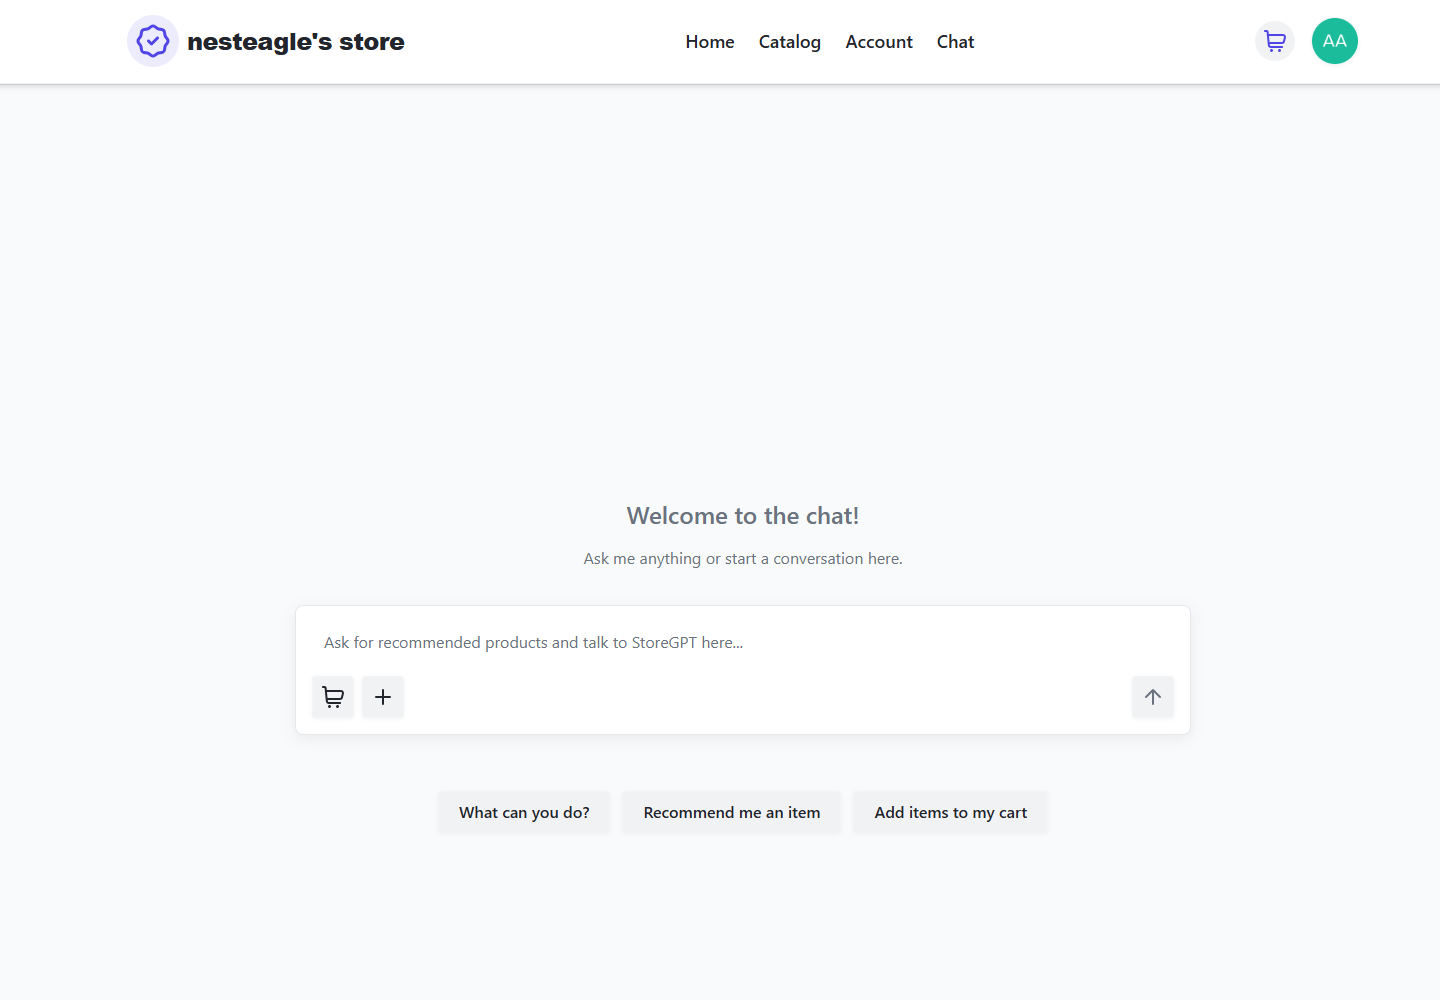 nesteagle's store
Home Catalog Account Chat
AA
Welcome to the chat!
Ask me anything or start a conversation here.
Ask for recommended products and talk to StoreGPT here...
What can you do? Recommend me an item Add items to my cart